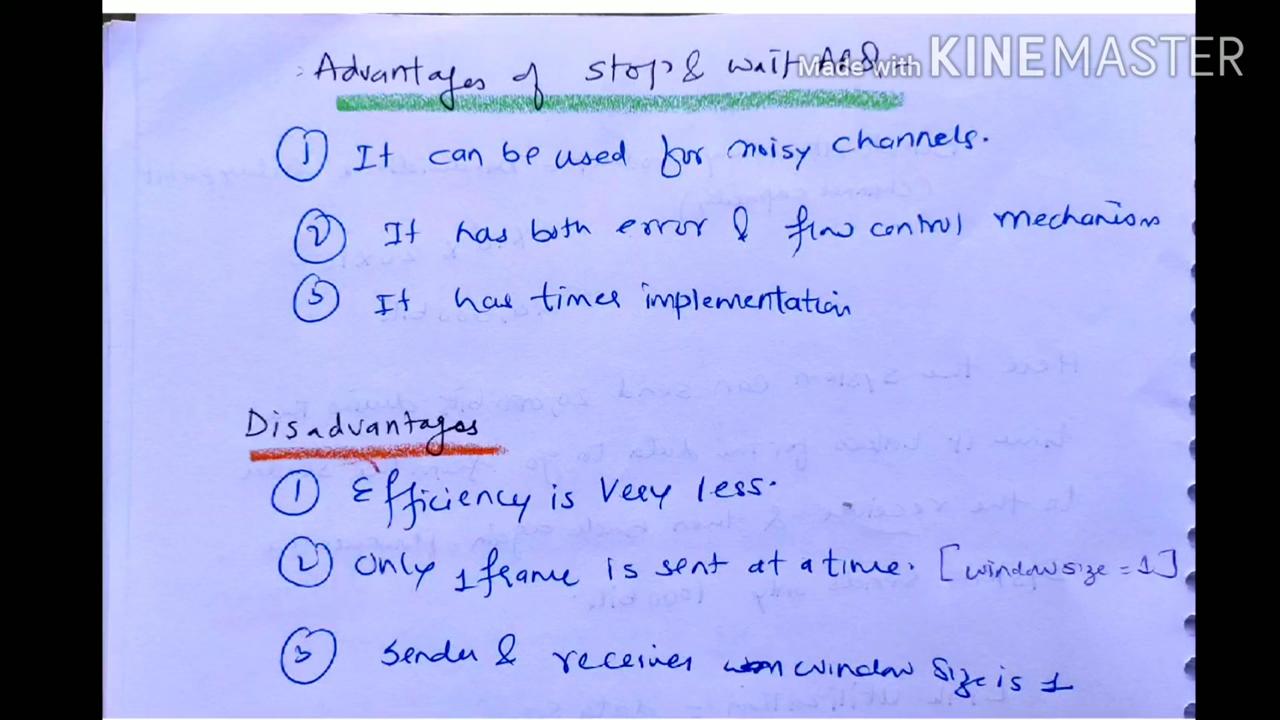 Advantages of stop & wait ARQ
Made with KINEMASTER
① It can be used for noisy channels.
② It has both error & flow control mechanism
③ It has timer implementation
Disadvantages
① Efficiency is very less.
② Only 1 frame is sent at a time. [window size = 1]
③ Sender & receiver window size is 1